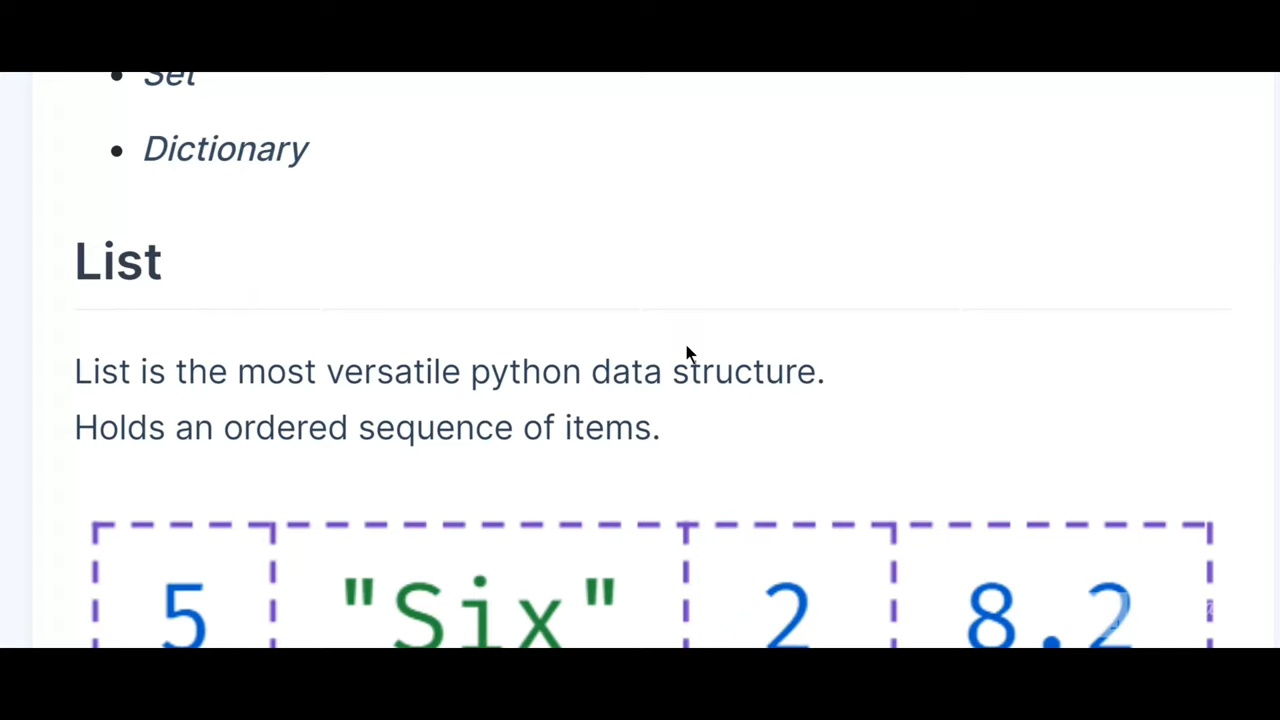 Set
Dictionary
List
List is the most versatile python data structure.
Holds an ordered sequence of items.
5 "Six" 2 8.2